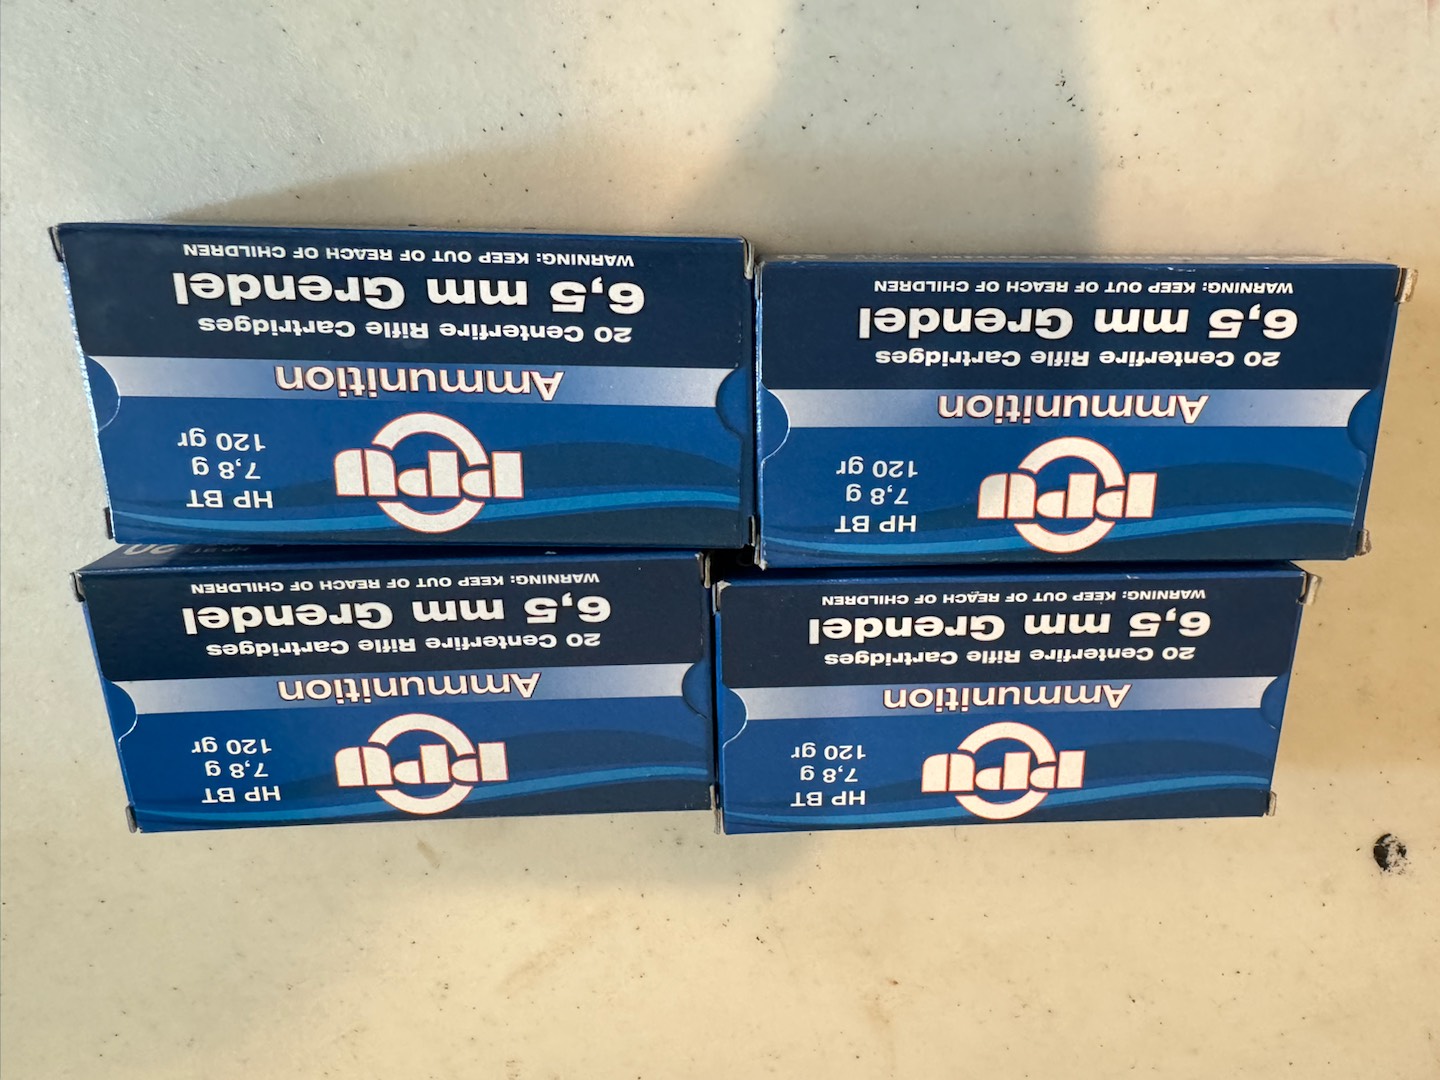 PPU
HP BT
7,8 g
120 gr
Ammunition
20 Centerfire Rifle Cartridges
6,5 mm Grendel
WARNING: KEEP OUT OF REACH OF CHILDREN
PPU
HP BT
7,8 g
120 gr
Ammunition
20 Centerfire Rifle Cartridges
6,5 mm Grendel
WARNING: KEEP OUT OF REACH OF CHILDREN
PPU
HP BT
7,8 g
120 gr
Ammunition
20 Centerfire Rifle Cartridges
6,5 mm Grendel
WARNING: KEEP OUT OF REACH OF CHILDREN
PPU
HP BT
7,8 g
120 gr
Ammunition
20 Centerfire Rifle Cartridges
6,5 mm Grendel
WARNING: KEEP OUT OF REACH OF CHILDREN